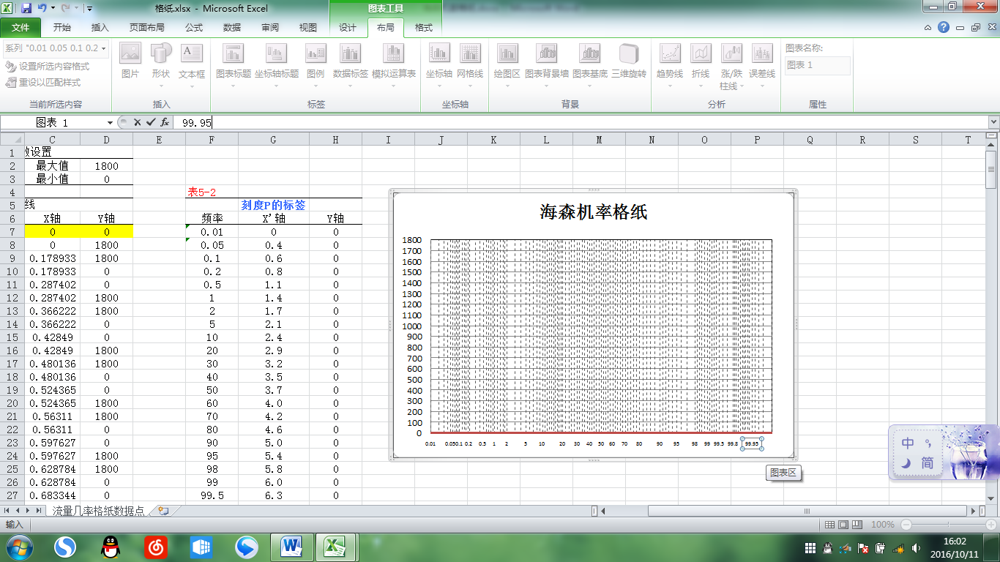 格纸.xlsx - Microsoft Excel
图表工具
文件 开始 插入 页面布局 公式 数据 审阅 视图 设计 布局 格式
系列 "0.01 0.05 0.1 0.2
设置所选内容格式
重设以匹配样式
当前所选内容
图片 形状 文本框
插入
图表标题 坐标轴标题 图例 数据标签 模拟运算表
标签
坐标轴 网格线
坐标轴
绘图区 图表背景墙 图表基底 三维旋转
背景
趋势线 折线 涨/跌柱线 误差线
分析
图表名称:
图表 1
属性
图表 1 fx 99.95
C D E F G H I J K L M N O P Q R S T
1 设置
2 最大值 1800
3 最小值 0
4 表5-2
5 线 刻度P的标签
6 X轴 Y轴 频率 X'轴 Y轴
7 0 0 0.01 0 0
8 0 1800 0.05 0.4 0
9 0.178933 1800 0.1 0.6 0
10 0.178933 0 0.2 0.8 0
11 0.287402 0 0.5 1.1 0
12 0.287402 1800 1 1.4 0
13 0.366222 1800 2 1.7 0
14 0.366222 0 5 2.1 0
15 0.42849 0 10 2.4 0
16 0.42849 1800 20 2.9 0
17 0.480136 1800 30 3.2 0
18 0.480136 0 40 3.5 0
19 0.524365 0 50 3.7 0
20 0.524365 1800 60 4.0 0
21 0.56311 1800 70 4.2 0
22 0.56311 0 80 4.6 0
23 0.597627 0 90 5.0 0
24 0.597627 1800 95 5.4 0
25 0.628784 1800 98 5.8 0
26 0.628784 0 99 6.0 0
27 0.683344 0 99.5 6.3 0
海森机率格纸
1800
1700
1600
1500
1400
1300
1200
1100
1000
900
800
700
600
500
400
300
200
100
0
0.01 0.05 0.1 0.2 0.5 1 2 5 10 20 30 40 50 60 70 80 90 95 98 99 99.5 99.8 99.95
图表区
中 简
流量几率格纸数据点
输入 100%
16:02
2016/10/11